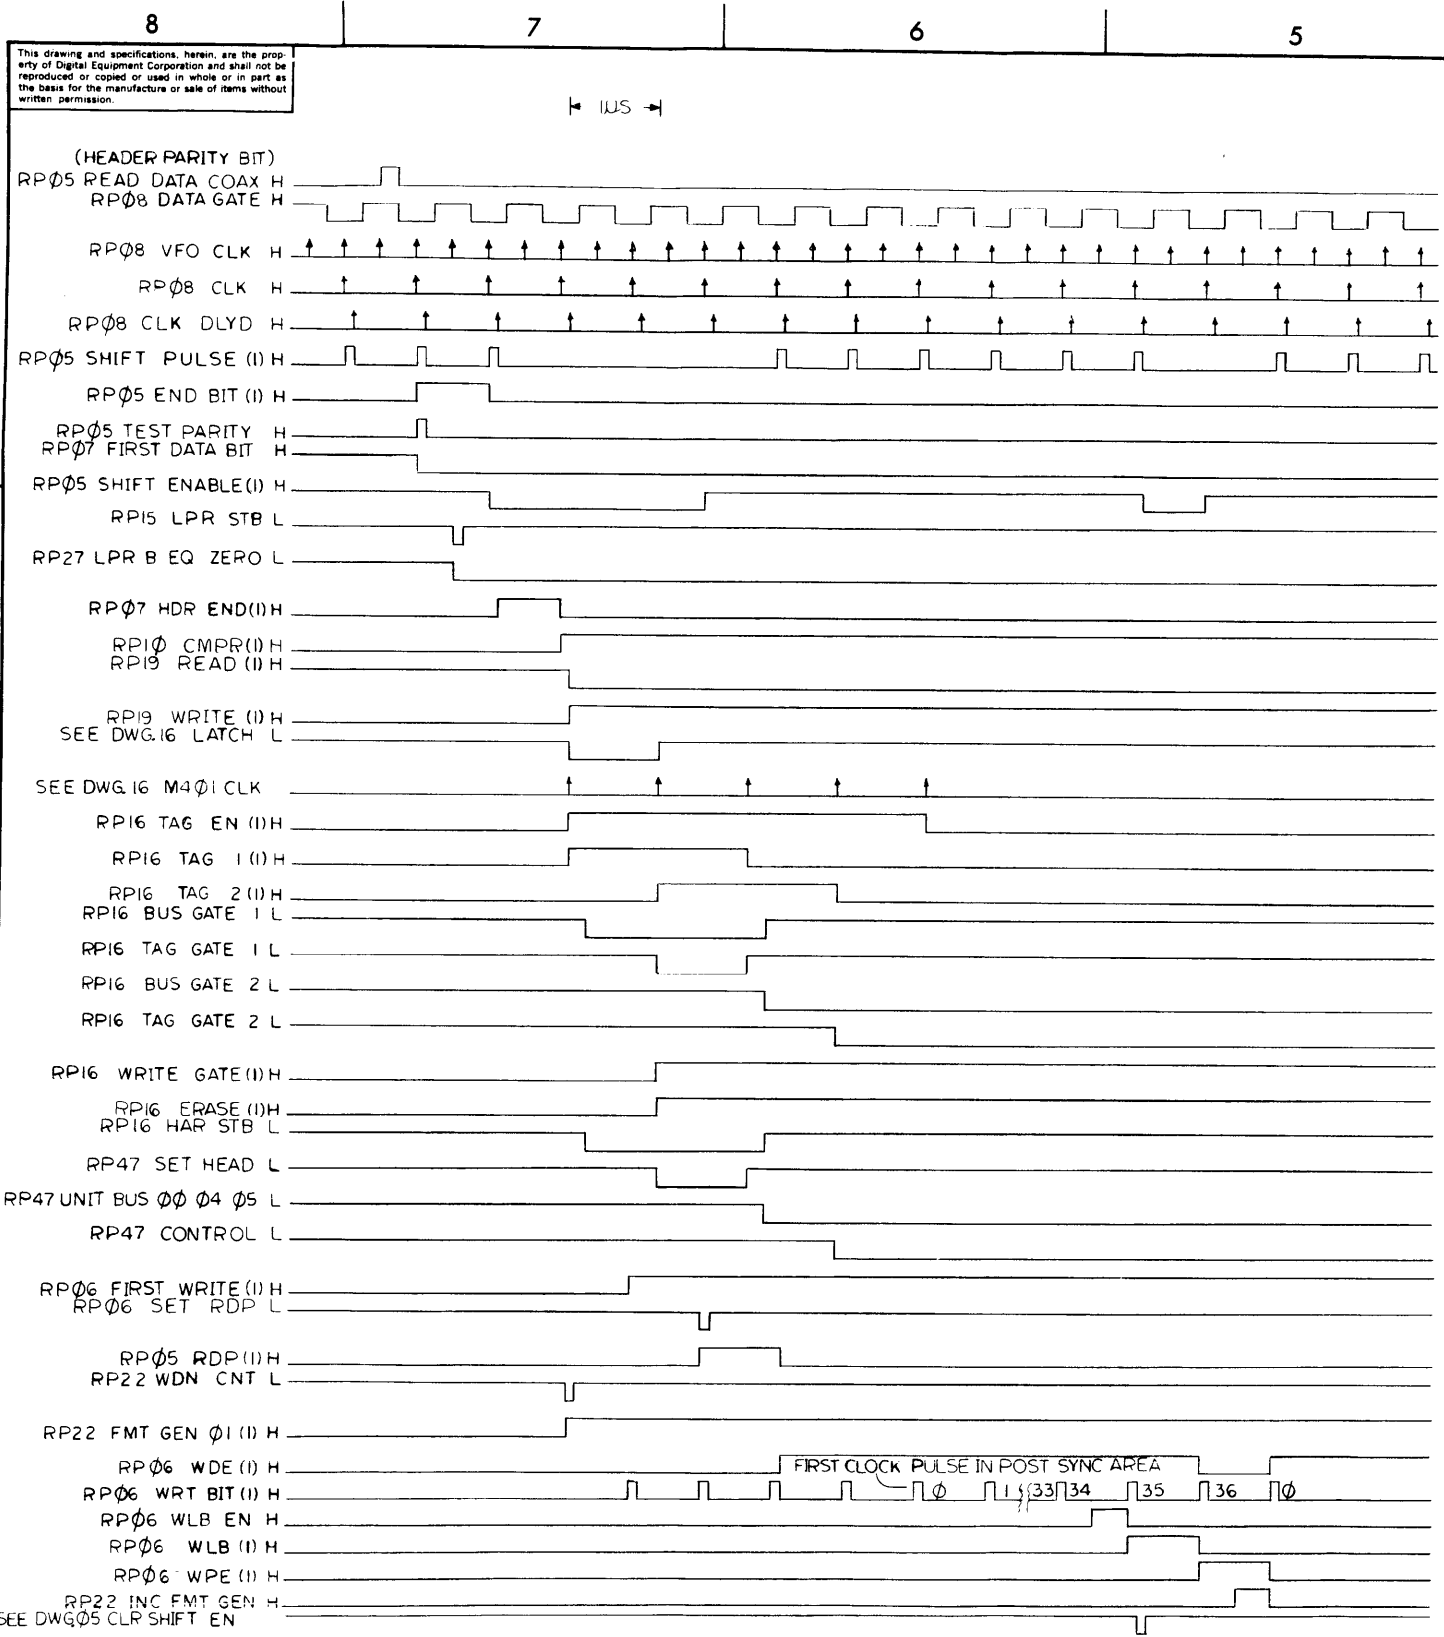 8 7 6 5
This drawing and specifications, herein, are the prop-
erty of Digital Equipment Corporation and shall not be
reproduced or copied or used in whole or in part as
the basis for the manufacture or sale of items without
written permission.
1US
(HEADER PARITY BIT)
RPØ5 READ DATA COAX H
RPØ8 DATA GATE H
RPØ8 VFO CLK H
RPØ8 CLK H
RPØ8 CLK DLYD H
RPØ5 SHIFT PULSE (1) H
RPØ5 END BIT (1) H
RPØ5 TEST PARITY H
RPØ7 FIRST DATA BIT H
RPØ5 SHIFT ENABLE(1) H
RP15 LPR STB L
RP27 LPR B EQ ZERO L
RPØ7 HDR END(1) H
RP1Ø CMPR(1) H
RP19 READ (1) H
RP19 WRITE (1) H
SEE DWG.16 LATCH L
SEE DWG.16 M4Ø1 CLK
RP16 TAG EN (1) H
RP16 TAG 1 (1) H
RP16 TAG 2 (1) H
RP16 BUS GATE 1 L
RP16 TAG GATE 1 L
RP16 BUS GATE 2 L
RP16 TAG GATE 2 L
RP16 WRITE GATE (1) H
RP16 ERASE (1) H
RP16 HAR STB L
RP47 SET HEAD L
RP47 UNIT BUS ØØ Ø4 Ø5 L
RP47 CONTROL L
RPØ6 FIRST WRITE (1) H
RPØ6 SET RDP L
RPØ5 RDP (1) H
RP22 WDN CNT L
RP22 FMT GEN Ø1 (1) H
RPØ6 WDE (1) H FIRST CLOCK PULSE IN POST SYNC AREA
RPØ6 WRT BIT (1) H Ø 1 33 34 35 36 Ø
RPØ6 WLB EN H
RPØ6 WLB (1) H
RPØ6 WPE (1) H
RP22 INC FMT GEN H
SEE DWG.Ø5 CLR SHIFT EN